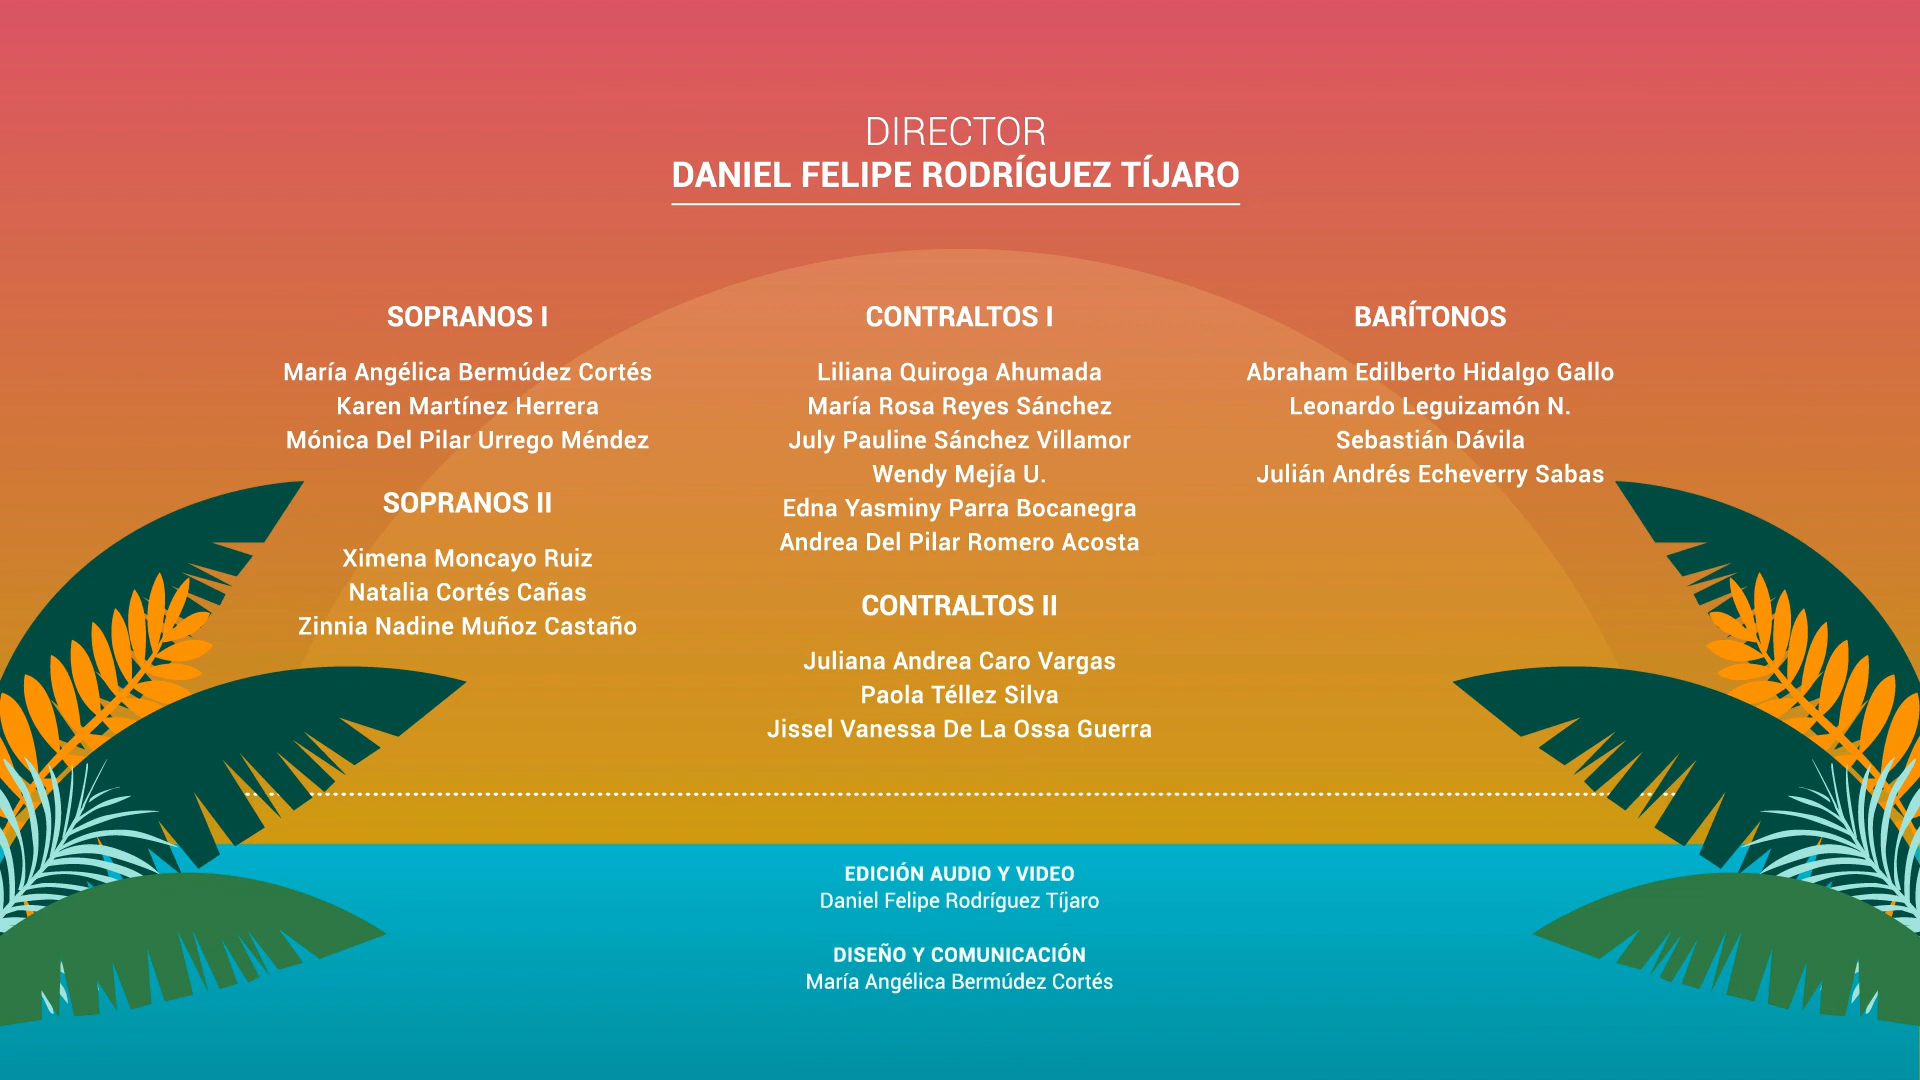 DIRECTOR
DANIEL FELIPE RODRÍGUEZ TÍJARO
SOPRANOS I
María Angélica Bermúdez Cortés
Karen Martínez Herrera
Mónica Del Pilar Urrego Méndez
SOPRANOS II
Ximena Moncayo Ruiz
Natalia Cortés Cañas
Zinnia Nadine Muñoz Castaño
CONTRALTOS I
Liliana Quiroga Ahumada
María Rosa Reyes Sánchez
July Pauline Sánchez Villamor
Wendy Mejía U.
Edna Yasminy Parra Bocanegra
Andrea Del Pilar Romero Acosta
CONTRALTOS II
Juliana Andrea Caro Vargas
Paola Téllez Silva
Jissel Vanessa De La Ossa Guerra
BARÍTONOS
Abraham Edilberto Hidalgo Gallo
Leonardo Leguizamón N.
Sebastián Dávila
Julián Andrés Echeverry Sabas
EDICIÓN AUDIO Y VIDEO
Daniel Felipe Rodríguez Tíjaro
DISEÑO Y COMUNICACIÓN
María Angélica Bermúdez Cortés